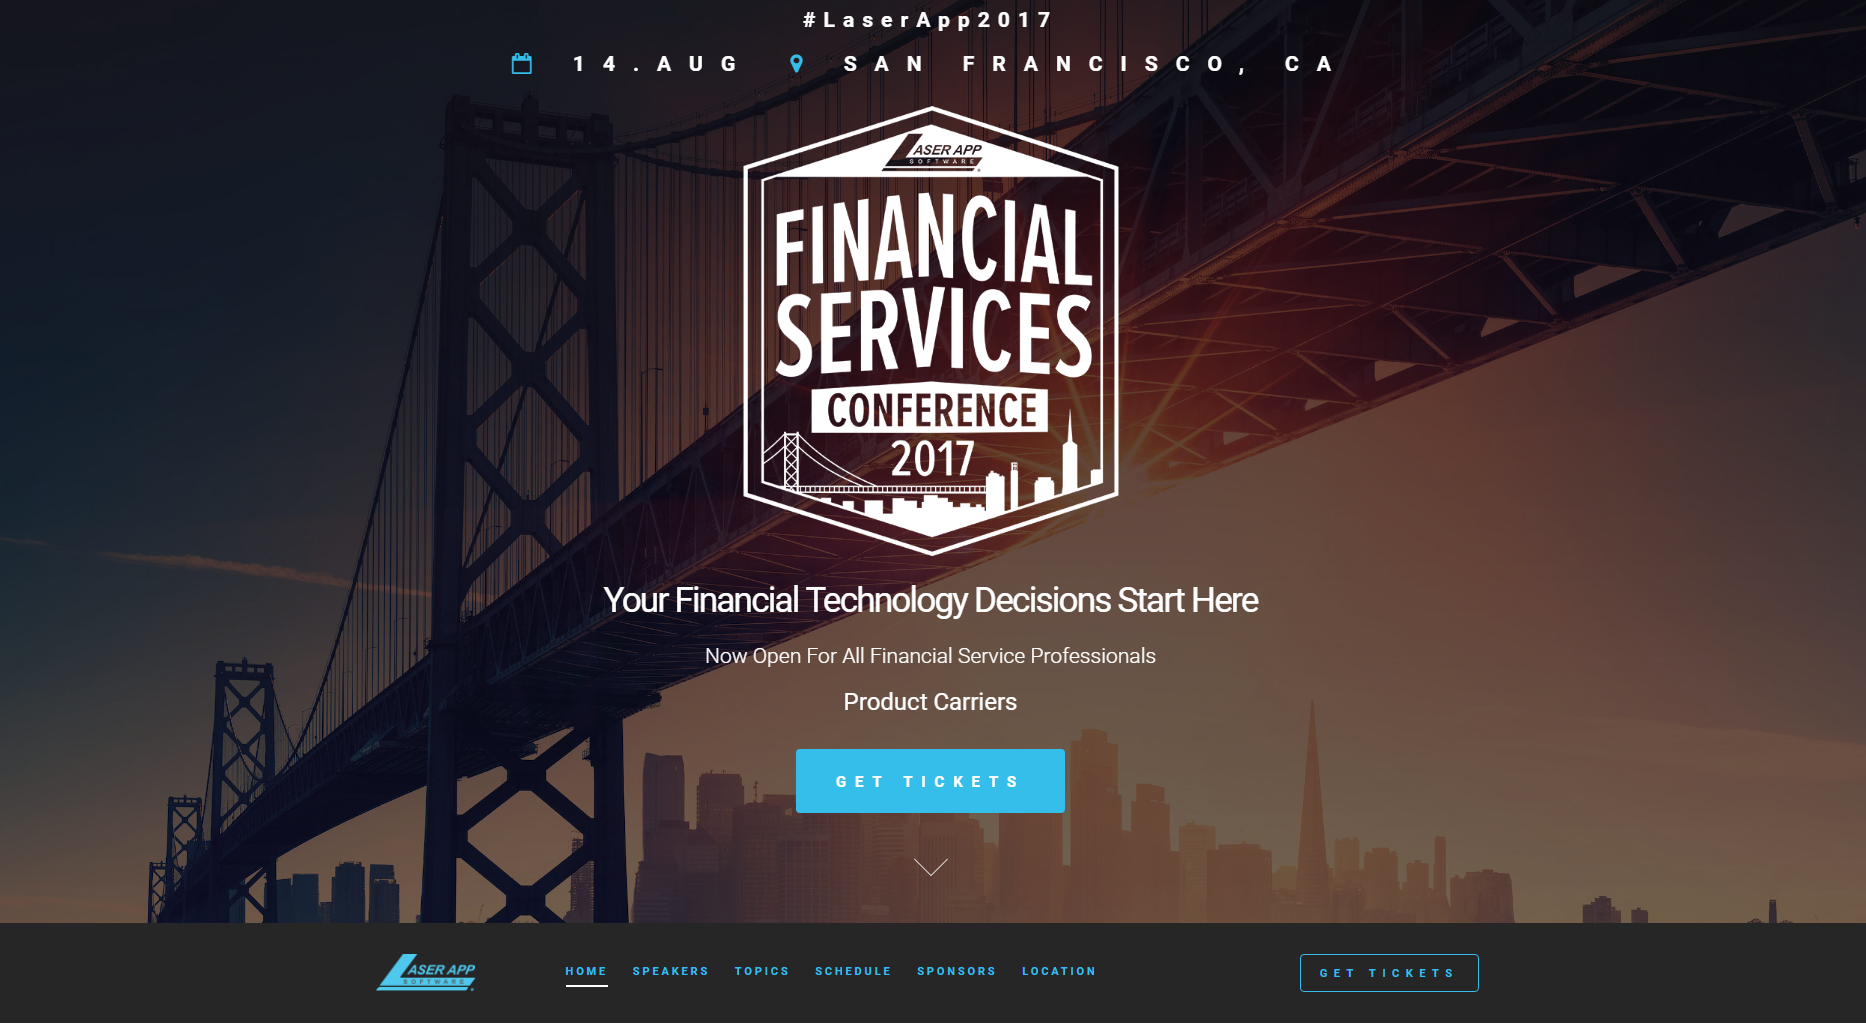 #LaserApp2017
14.AUG SAN FRANCISCO, CA
LASER APP
SOFTWARE
FINANCIAL
SERVICES
CONFERENCE
2017
Your Financial Technology Decisions Start Here
Now Open For All Financial Service Professionals
Product Carriers
GET TICKETS
LASER APP
SOFTWARE
HOME SPEAKERS TOPICS SCHEDULE SPONSORS LOCATION
GET TICKETS